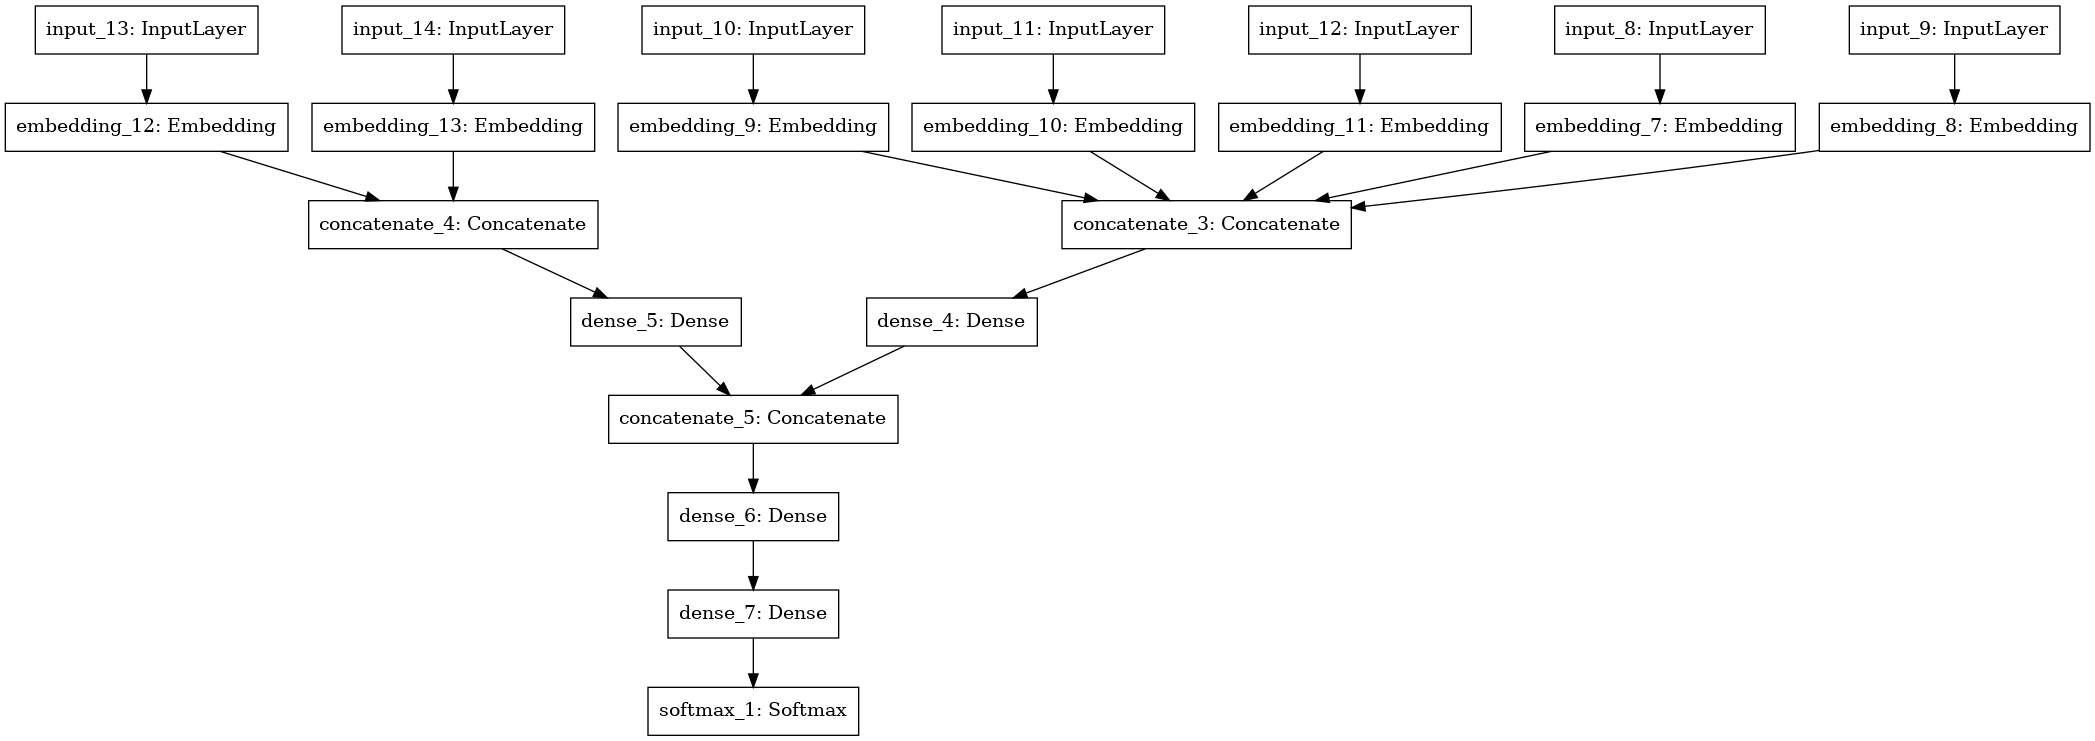 input_13: InputLayer
input_14: InputLayer
input_10: InputLayer
input_11: InputLayer
input_12: InputLayer
input_8: InputLayer
input_9: InputLayer
embedding_12: Embedding
embedding_13: Embedding
embedding_9: Embedding
embedding_10: Embedding
embedding_11: Embedding
embedding_7: Embedding
embedding_8: Embedding
concatenate_4: Concatenate
concatenate_3: Concatenate
dense_5: Dense
dense_4: Dense
concatenate_5: Concatenate
dense_6: Dense
dense_7: Dense
softmax_1: Softmax